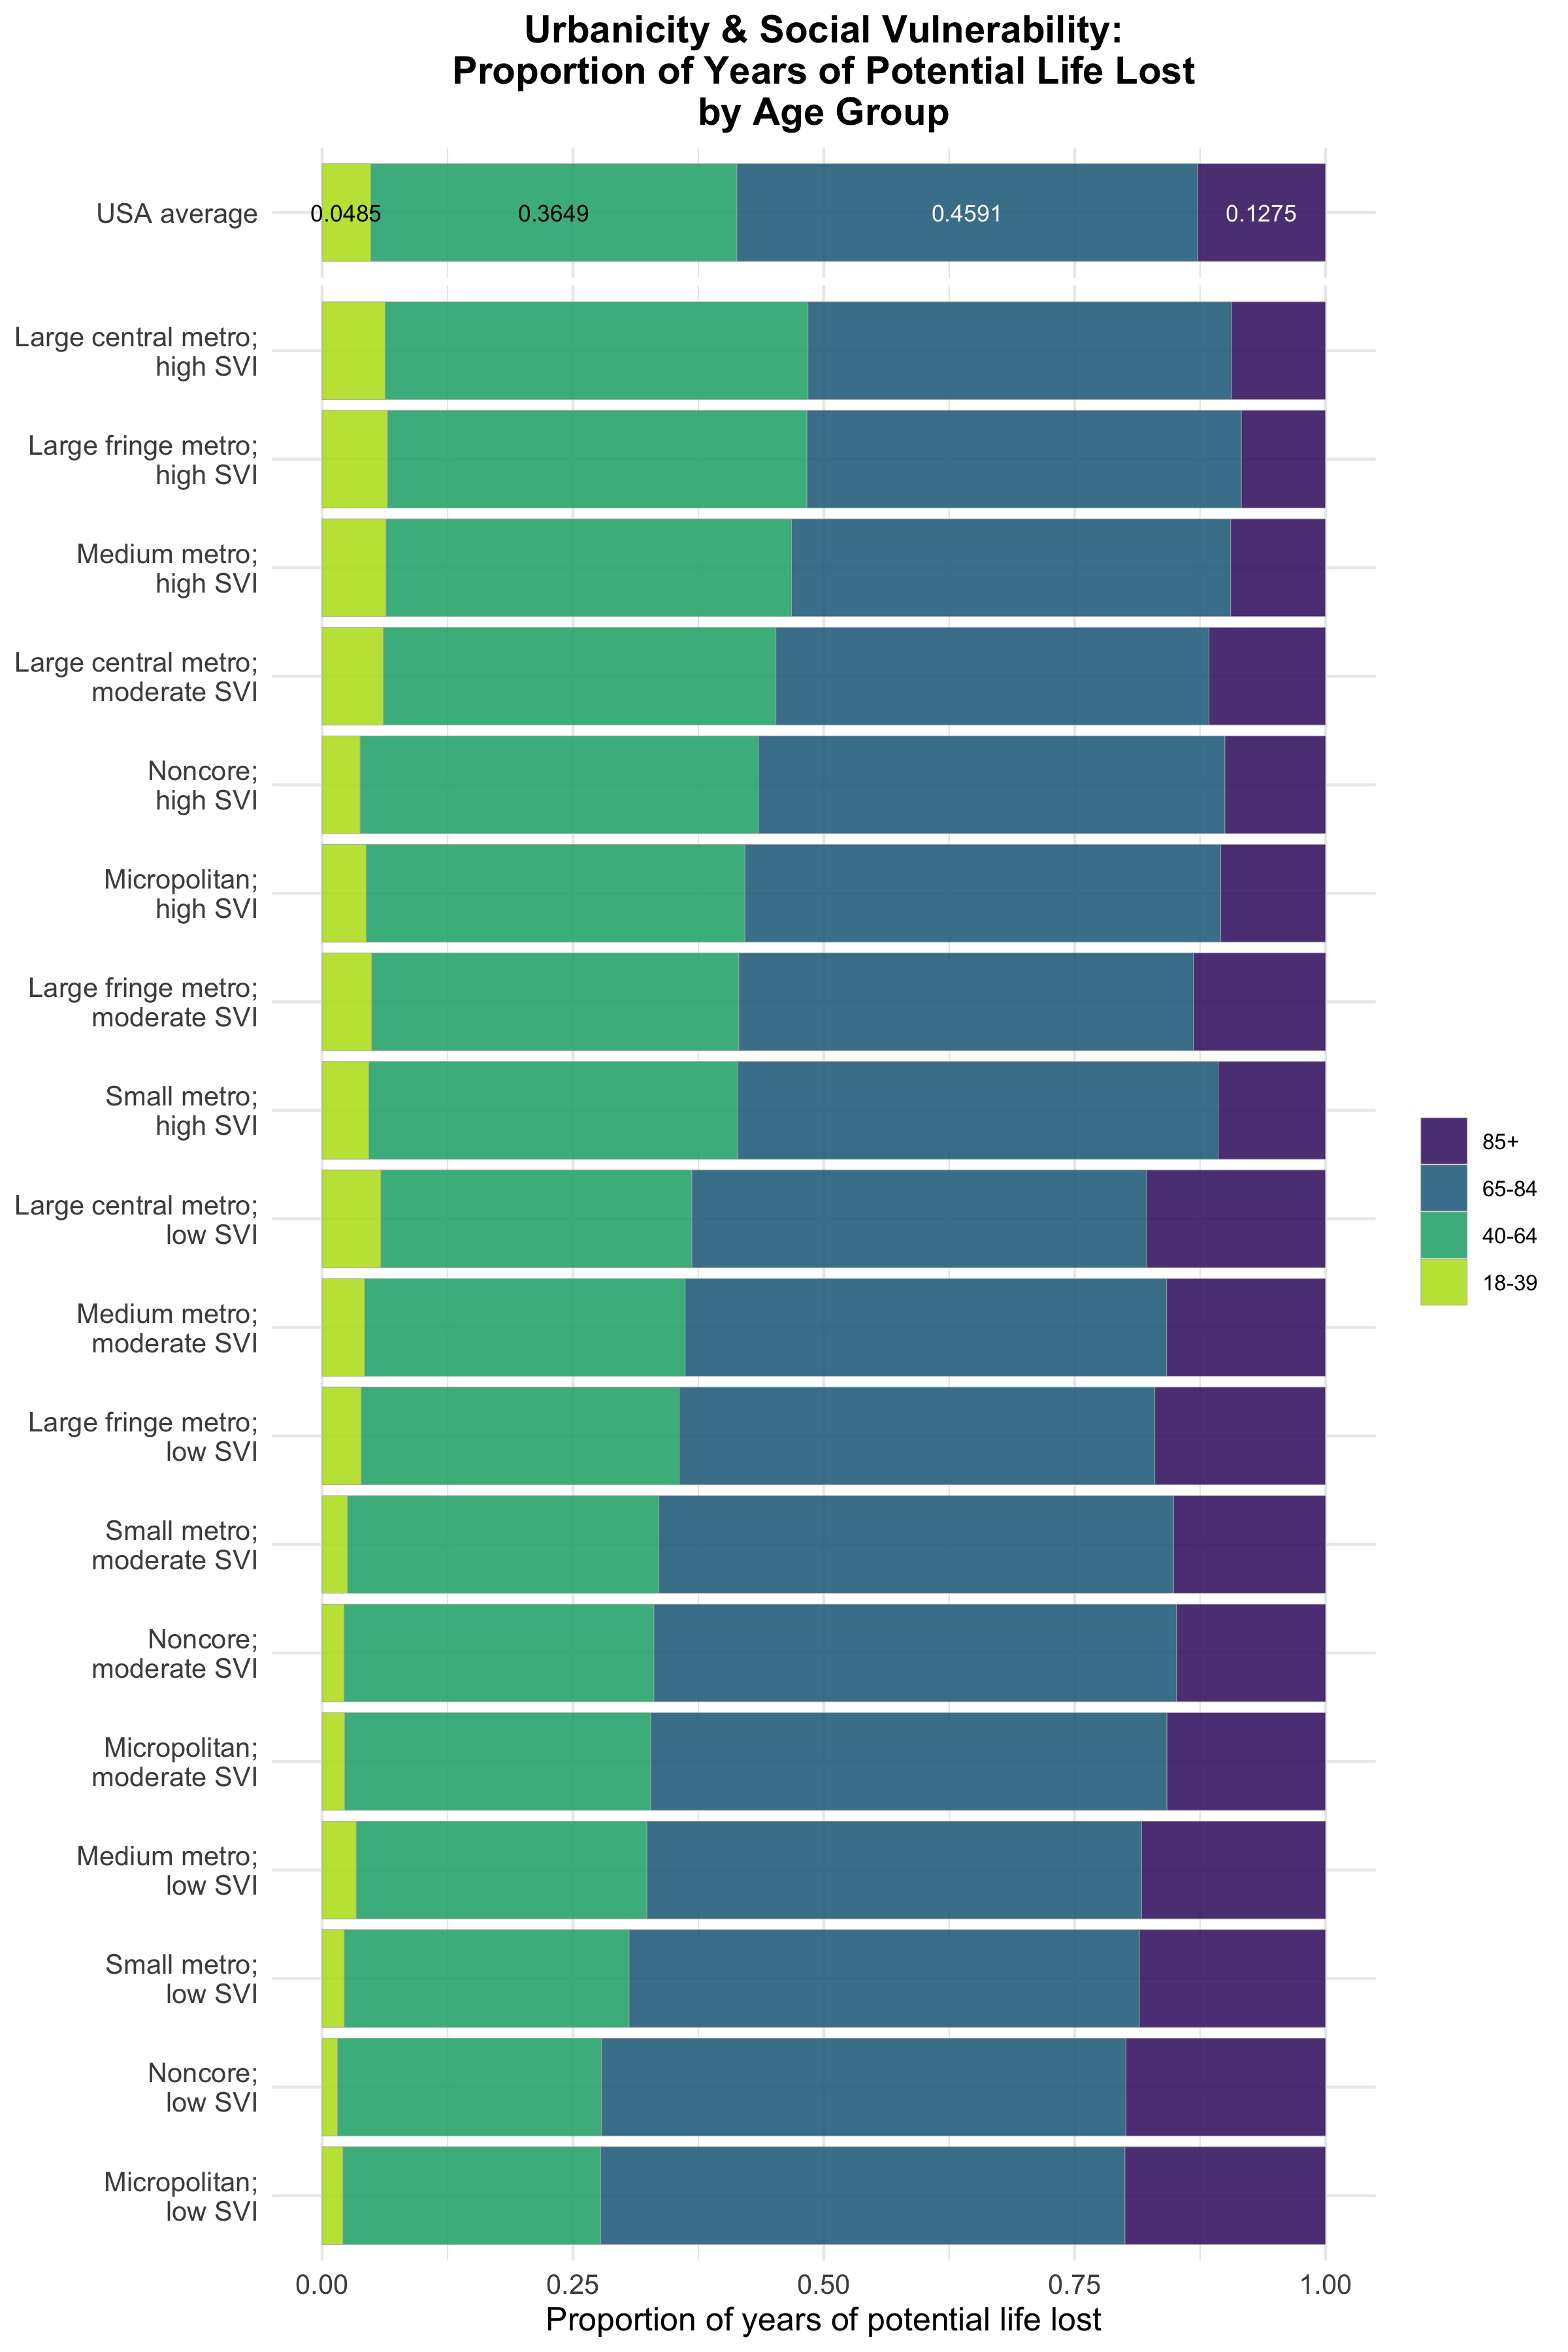 Urbanicity & Social Vulnerability:
Proportion of Years of Potential Life Lost
by Age Group
USA average
0.0485
0.3649
0.4591
0.1275
Large central metro;
high SVI
Large fringe metro;
high SVI
Medium metro;
high SVI
Large central metro;
moderate SVI
Noncore;
high SVI
Micropolitan;
high SVI
Large fringe metro;
moderate SVI
Small metro;
high SVI
Large central metro;
low SVI
Medium metro;
moderate SVI
Large fringe metro;
low SVI
Small metro;
moderate SVI
Noncore;
moderate SVI
Micropolitan;
moderate SVI
Medium metro;
low SVI
Small metro;
low SVI
Noncore;
low SVI
Micropolitan;
low SVI
85+
65-84
40-64
18-39
0.00
0.25
0.50
0.75
1.00
Proportion of years of potential life lost